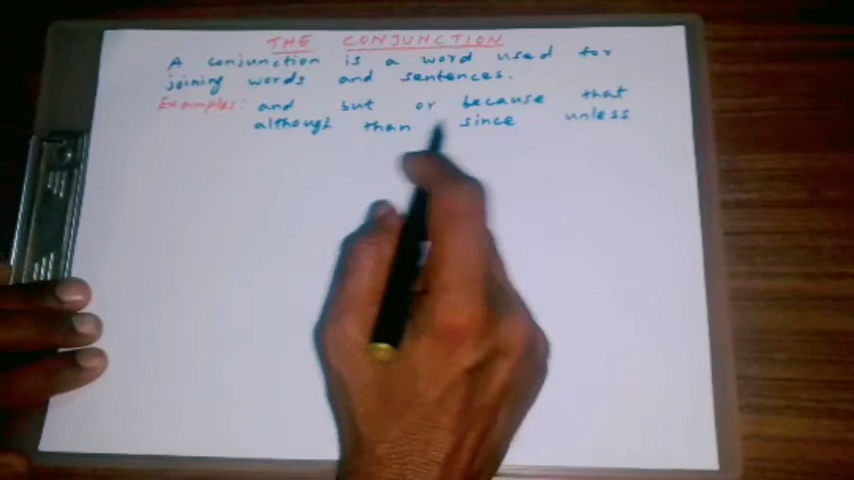 THE CONJUNCTION
A conjunction is a word used for
joining words and sentences.
Examples: and but or because that
although than since unless